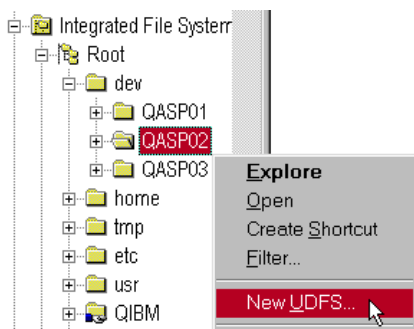 Integrated File System
Root
dev
QASP01
QASP02
QASP03
Explore
home
Open
tmp
Create Shortcut
etc
Filter...
usr
New UDFS...
QIBM